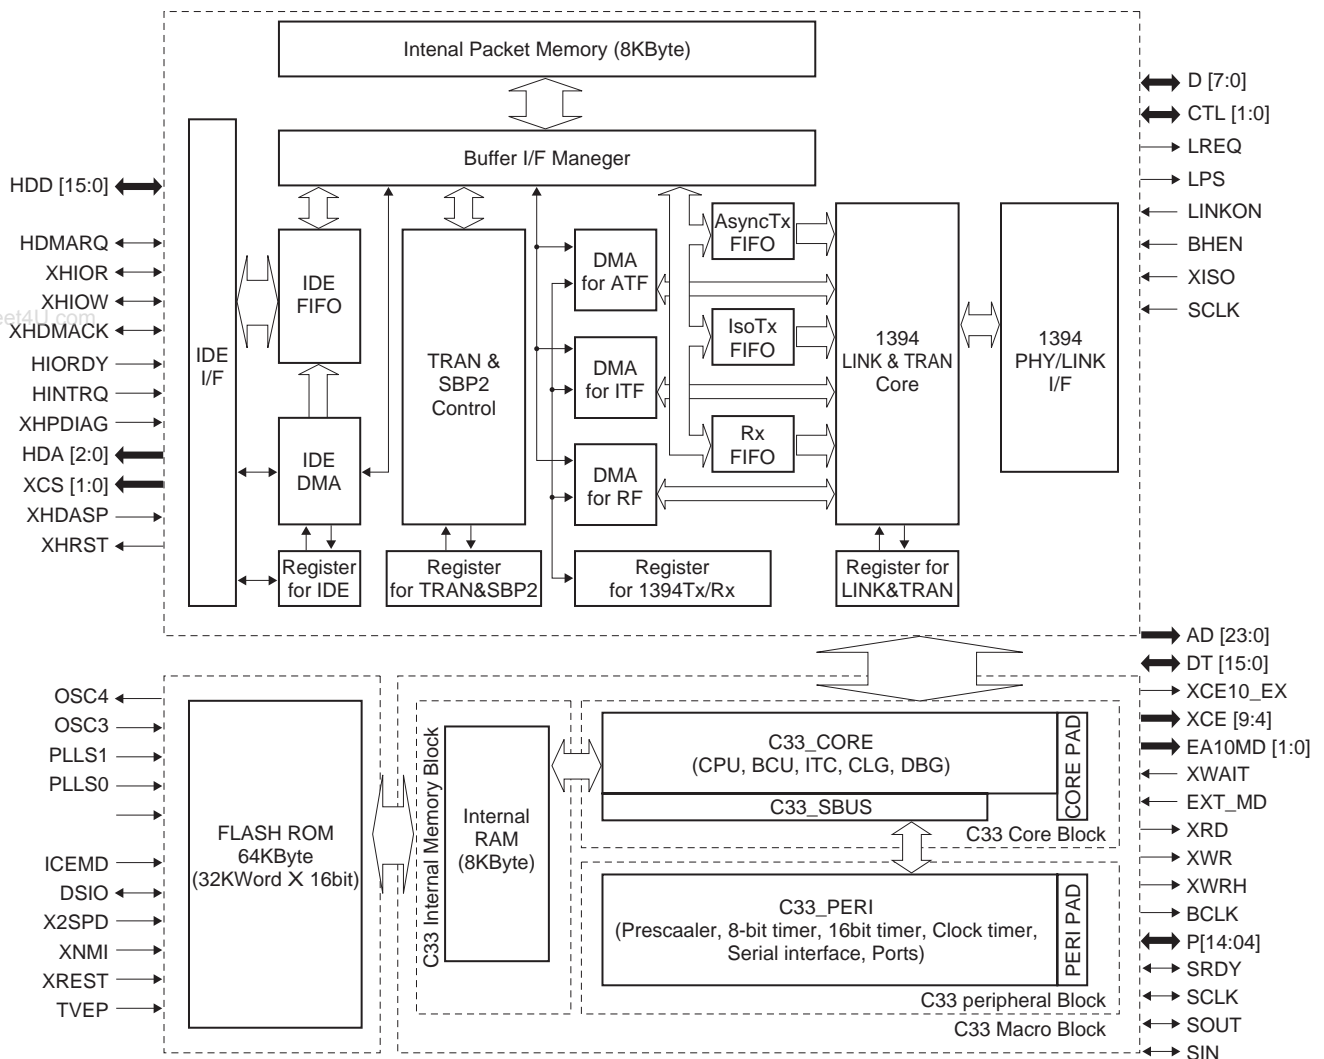 Intenal Packet Memory (8KByte)
Buffer I/F Maneger
HDD [15:0]
HDMARQ
XHIOR
XHIOW
eet4U.com
XHDMACK
HIORDY
HINTRQ
XHPDIAG
HDA [2:0]
XCS [1:0]
XHDASP
XHRST
IDE
I/F
IDE
FIFO
IDE
DMA
Register
for IDE
TRAN &
SBP2
Control
Register
for TRAN&SBP2
DMA
for ATF
DMA
for ITF
DMA
for RF
Register
for 1394Tx/Rx
AsyncTx
FIFO
IsoTx
FIFO
Rx
FIFO
1394
LINK & TRAN
Core
Register for
LINK&TRAN
1394
PHY/LINK
I/F
D [7:0]
CTL [1:0]
LREQ
LPS
LINKON
BHEN
XISO
SCLK
OSC4
OSC3
PLLS1
PLLS0
ICEMD
DSIO
X2SPD
XNMI
XREST
TVEP
FLASH ROM
64KByte
(32KWord X 16bit)
C33 Internal Memory Block
Internal
RAM
(8KByte)
C33_CORE
(CPU, BCU, ITC, CLG, DBG)
CORE PAD
C33_SBUS
C33 Core Block
C33_PERI
(Prescaaler, 8-bit timer, 16bit timer, Clock timer,
Serial interface, Ports)
PERI PAD
C33 peripheral Block
C33 Macro Block
AD [23:0]
DT [15:0]
XCE10_EX
XCE [9:4]
EA10MD [1:0]
XWAIT
EXT_MD
XRD
XWR
XWRH
BCLK
P[14:04]
SRDY
SCLK
SOUT
SIN